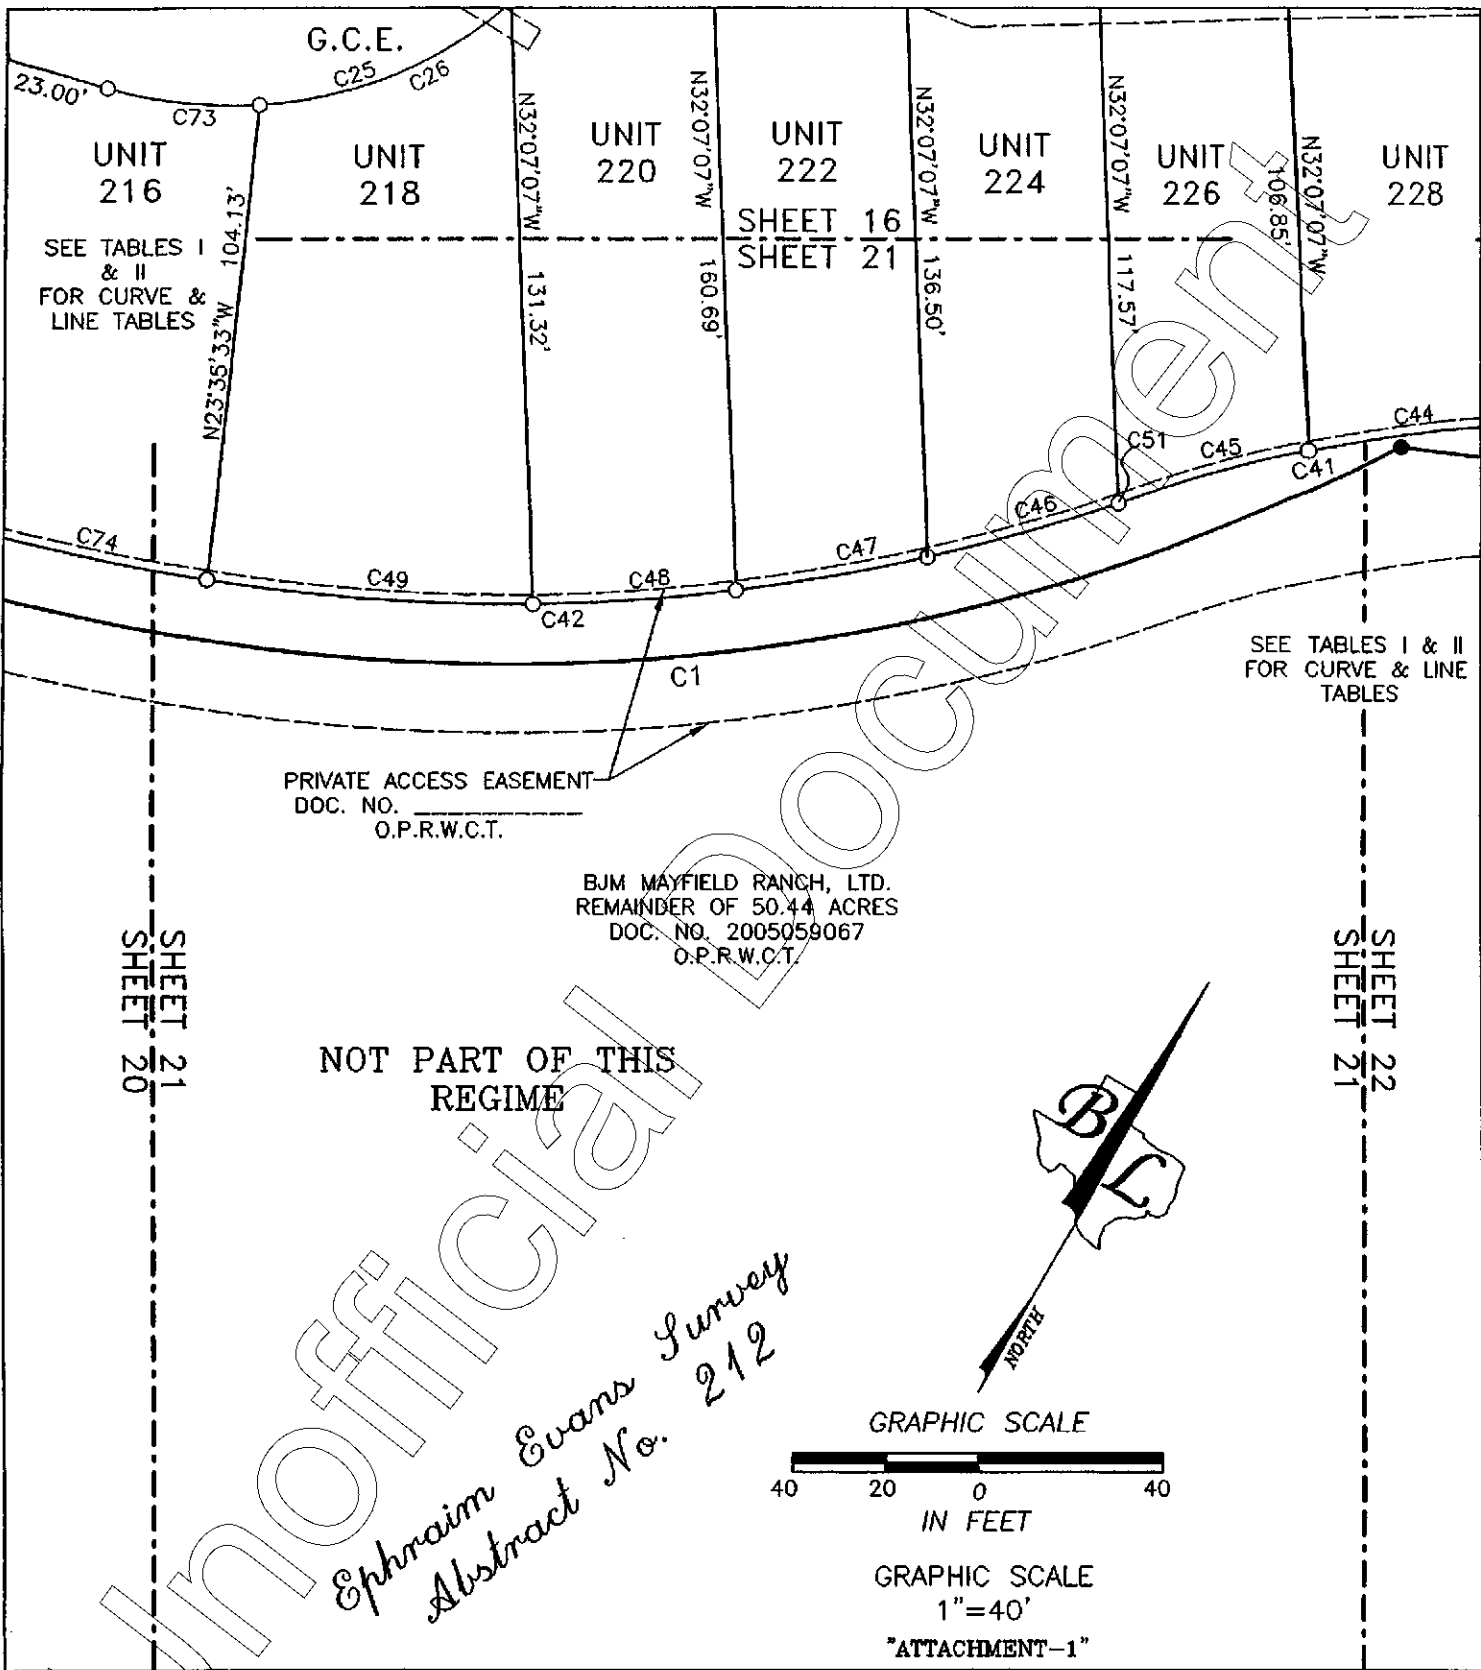 G.C.E.
23.00'
C73
C25
C26
UNIT
216
UNIT
218
UNIT
220
UNIT
222
UNIT
224
UNIT
226
UNIT
228
N23°35'33"W 104.13'
N32°07'07"W 131.32'
N32°07'07"W 160.69'
N32°07'07"W 136.50'
N32°07'07"W 117.57'
N32°07'07"W
106.85'
SHEET 16
SHEET 21
SEE TABLES I
& II
FOR CURVE &
LINE TABLES
C74
C49
C42
C48
C47
C46
C51
C45
C41
C44
C1
SEE TABLES I & II
FOR CURVE & LINE
TABLES
PRIVATE ACCESS EASEMENT
DOC. NO. ____________
O.P.R.W.C.T.
BJM MAYFIELD RANCH, LTD.
REMAINDER OF 50.44 ACRES
DOC. NO. 2005059067
O.P.R.W.C.T.
SHEET 21
SHEET 20
SHEET 22
SHEET 21
NOT PART OF THIS
REGIME
B
L
NORTH
Ephraim Evans Survey
Abstract No. 212
GRAPHIC SCALE
40 20 0 40
IN FEET
GRAPHIC SCALE
1"=40'
"ATTACHMENT-1"
Unofficial Document